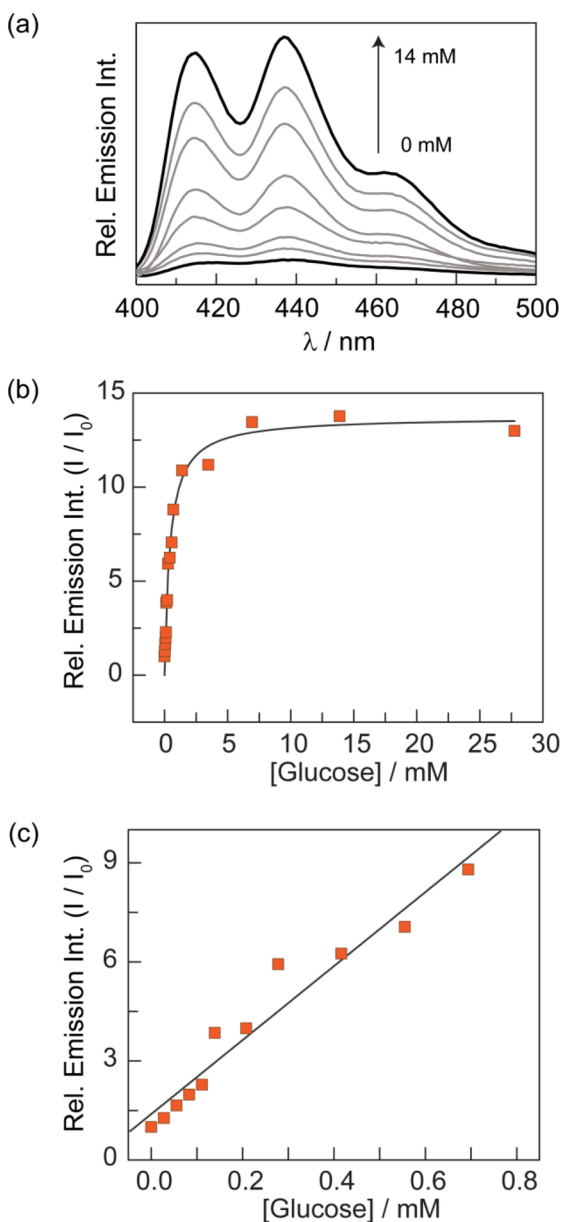 (a)
Rel. Emission Int.
14 mM
0 mM
400 420 440 460 480 500
λ / nm
(b)
Rel. Emission Int. (I / I₀)
15
10
5
0
0 5 10 15 20 25 30
[Glucose] / mM
(c)
Rel. Emission Int. (I / I₀)
9
6
3
0
0.0 0.2 0.4 0.6 0.8
[Glucose] / mM